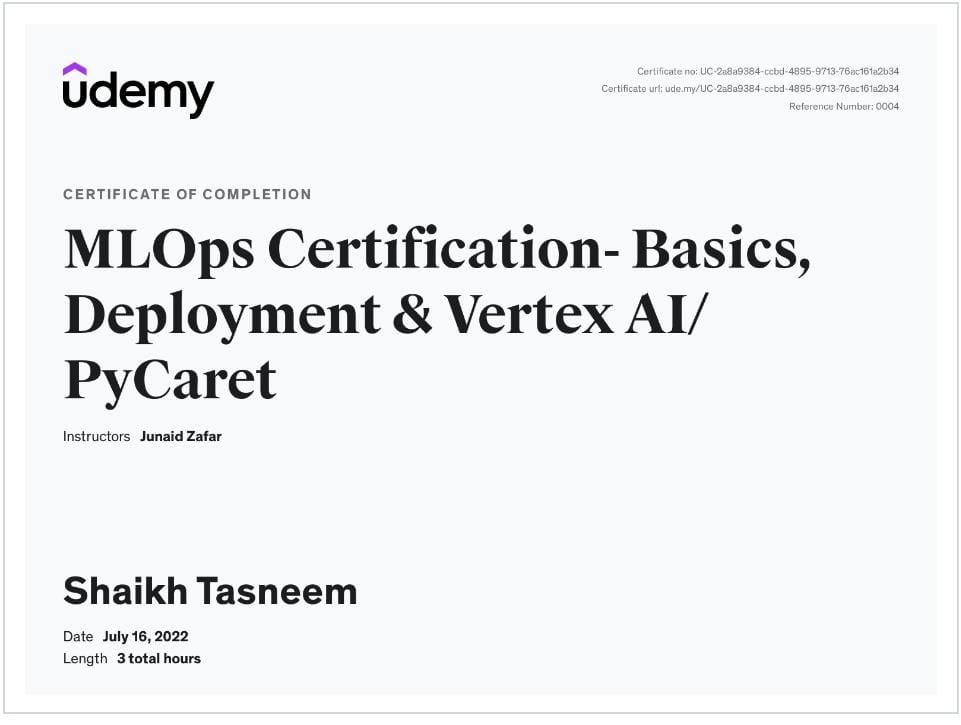 udemy
Certificate no: UC-2a8a9384-ccbd-4895-9713-76ac161a2b34
Certificate url: ude.my/UC-2a8a9384-ccbd-4895-9713-76ac161a2b34
Reference Number: 0004
CERTIFICATE OF COMPLETION
MLOps Certification- Basics,
Deployment & Vertex AI/
PyCaret
Instructors Junaid Zafar
Shaikh Tasneem
Date July 16, 2022
Length 3 total hours